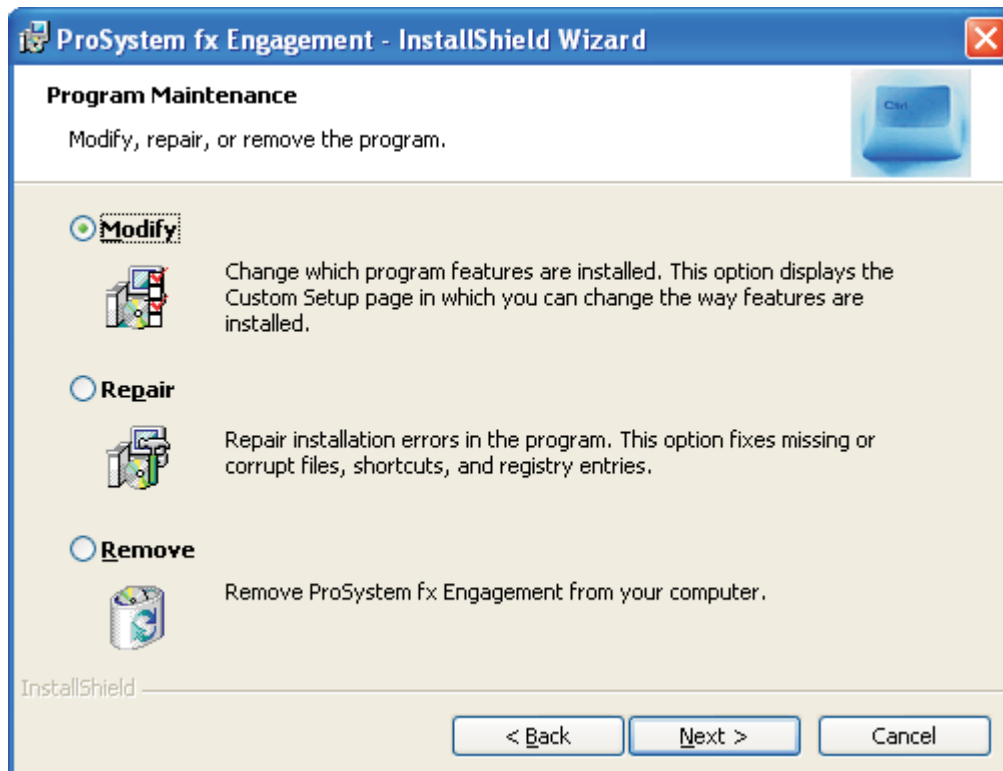 ProSystem fx Engagement - InstallShield Wizard
Program Maintenance
Modify, repair, or remove the program.
Ctrl
Modify
Change which program features are installed. This option displays the
Custom Setup page in which you can change the way features are
installed.
Repair
Repair installation errors in the program. This option fixes missing or
corrupt files, shortcuts, and registry entries.
Remove
Remove ProSystem fx Engagement from your computer.
InstallShield
< Back
Next >
Cancel